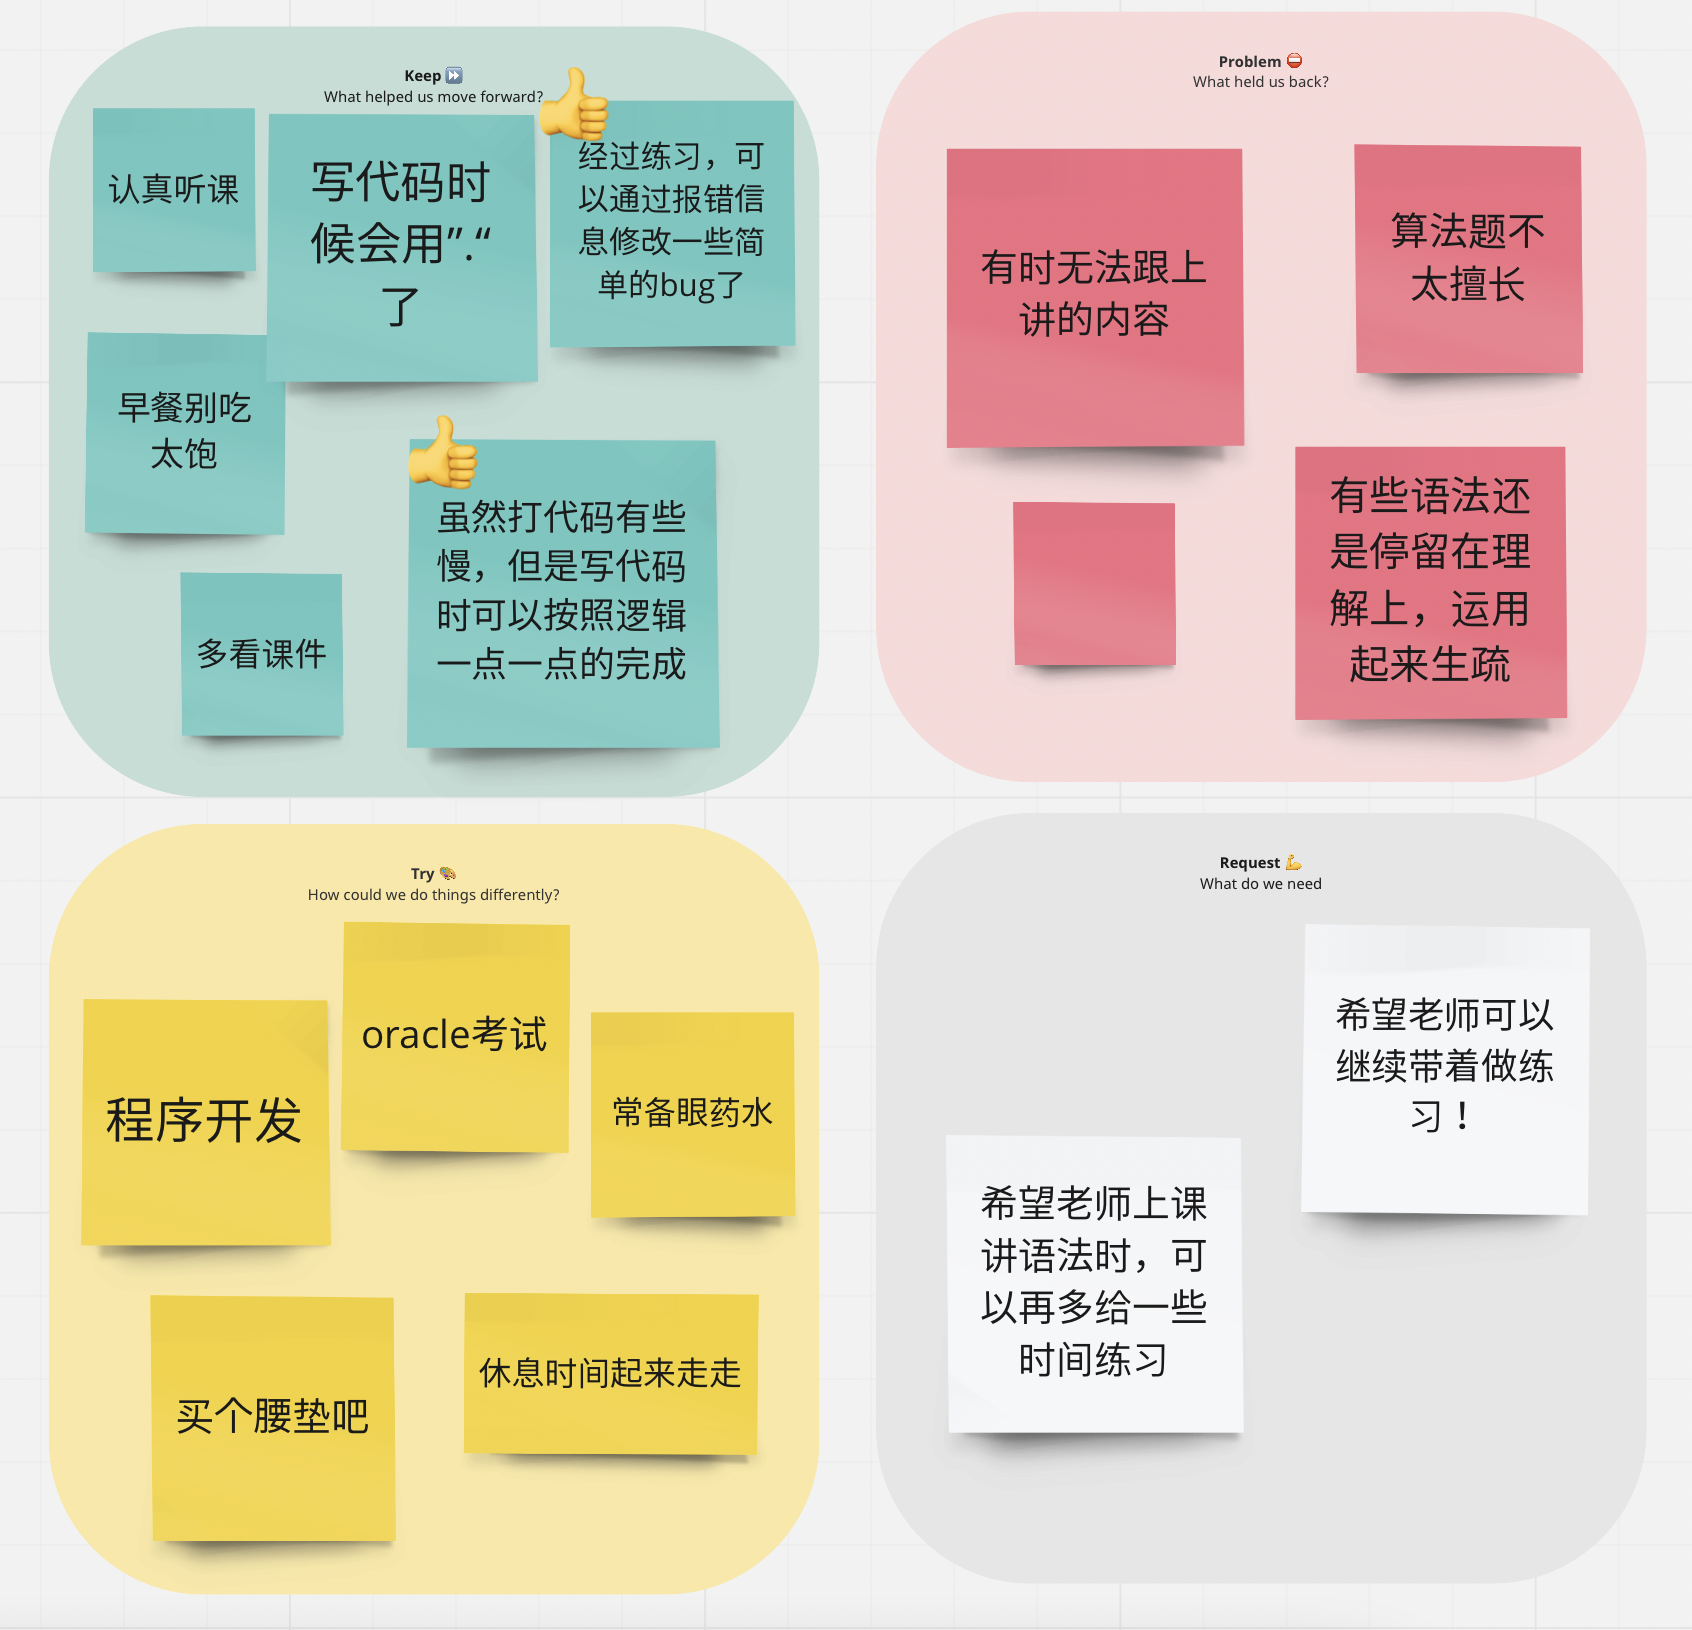 Keep
What helped us move forward?
认真听课
写代码时
候会用”.“
了
经过练习，可
以通过报错信
息修改一些简
单的bug了
早餐别吃
太饱
虽然打代码有些
慢，但是写代码
时可以按照逻辑
一点一点的完成
多看课件
Problem
What held us back?
有时无法跟上
讲的内容
算法题不
太擅长
有些语法还
是停留在理
解上，运用
起来生疏
Try
How could we do things differently?
oracle考试
程序开发
常备眼药水
买个腰垫吧
休息时间起来走走
Request
What do we need
希望老师可以
继续带着做练
习！
希望老师上课
讲语法时，可
以再多给一些
时间练习